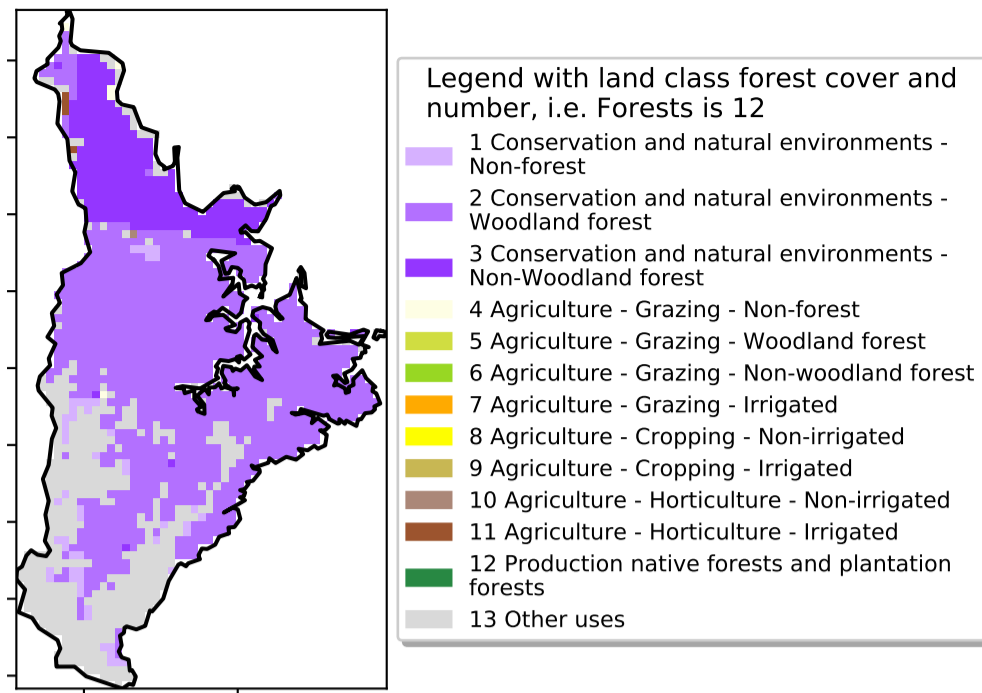 Legend with land class forest cover and
number, i.e. Forests is 12
1 Conservation and natural environments -
Non-forest
2 Conservation and natural environments -
Woodland forest
3 Conservation and natural environments -
Non-Woodland forest
4 Agriculture - Grazing - Non-forest
5 Agriculture - Grazing - Woodland forest
6 Agriculture - Grazing - Non-woodland forest
7 Agriculture - Grazing - Irrigated
8 Agriculture - Cropping - Non-irrigated
9 Agriculture - Cropping - Irrigated
10 Agriculture - Horticulture - Non-irrigated
11 Agriculture - Horticulture - Irrigated
12 Production native forests and plantation
forests
13 Other uses